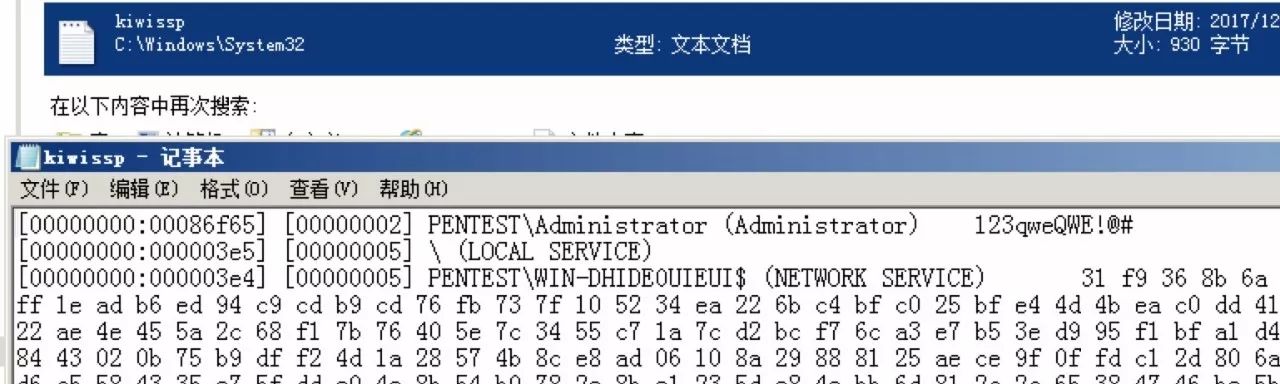 kiwissp
修改日期: 2017/12
C:\Windows\System32
类型: 文本文档
大小: 930 字节
在以下内容中再次搜索:
kiwissp - 记事本
文件(F) 编辑(E) 格式(O) 查看(V) 帮助(H)
[00000000:00086f65] [00000002] PENTEST\Administrator (Administrator) 123qweQWE!@#
[00000000:000003e5] [00000005] \ (LOCAL SERVICE)
[00000000:000003e4] [00000005] PENTEST\WIN-DHIDE0UIEUI$ (NETWORK SERVICE) 31 f9 36 8b 6a
ff 1e ad b6 ed 94 c9 cd b9 cd 76 fb 73 7f 10 52 34 ea 22 6b c4 bf c0 25 bf e4 4d 4b ea c0 dd 41
22 ae 4e 45 5a 2c 68 f1 7b 76 40 5e 7c 34 55 c7 1a 7c d2 bc f7 6c a3 e7 b5 3e d9 95 f1 bf a1 d4
84 43 02 0b 75 b9 df f2 4d 1a 28 57 4b 8c e8 ad 06 10 8a 29 88 81 25 ae ce 9f 0f fd c1 2d 80 6a